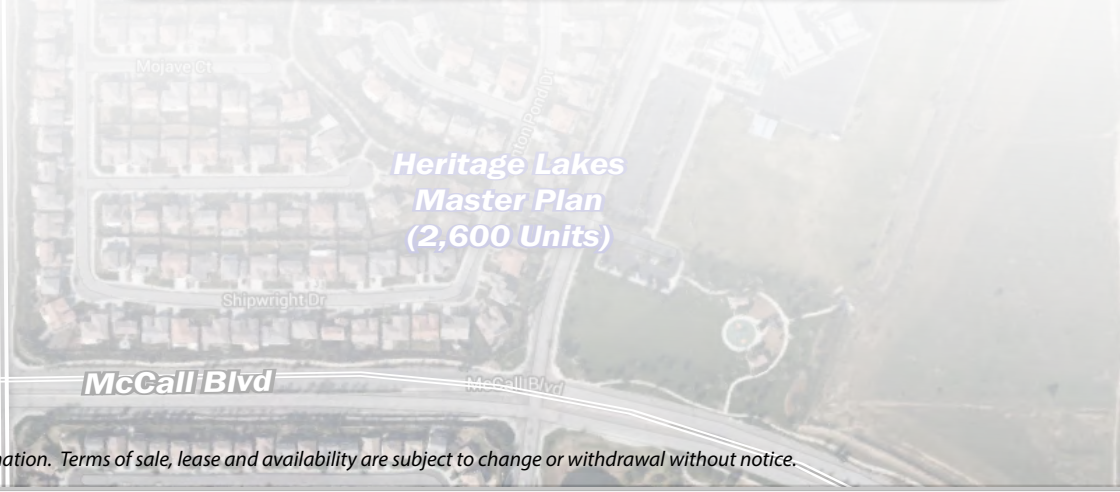 Mojave Ct
Heritage Lakes
Master Plan
(2,600 Units)
Shipwright Dr
McCall Blvd
McCall Blvd
Terms of sale, lease and availability are subject to change or withdrawal without notice.